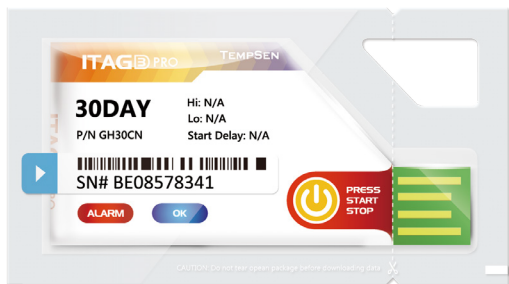 ITAG3 PRO
TEMPSEN
30DAY
Hi: N/A
Lo: N/A
P/N GH30CN
Start Delay: N/A
SN# BE08578341
ALARM
OK
PRESS
START
STOP
CAUTION: Do not tear open package before downloading data